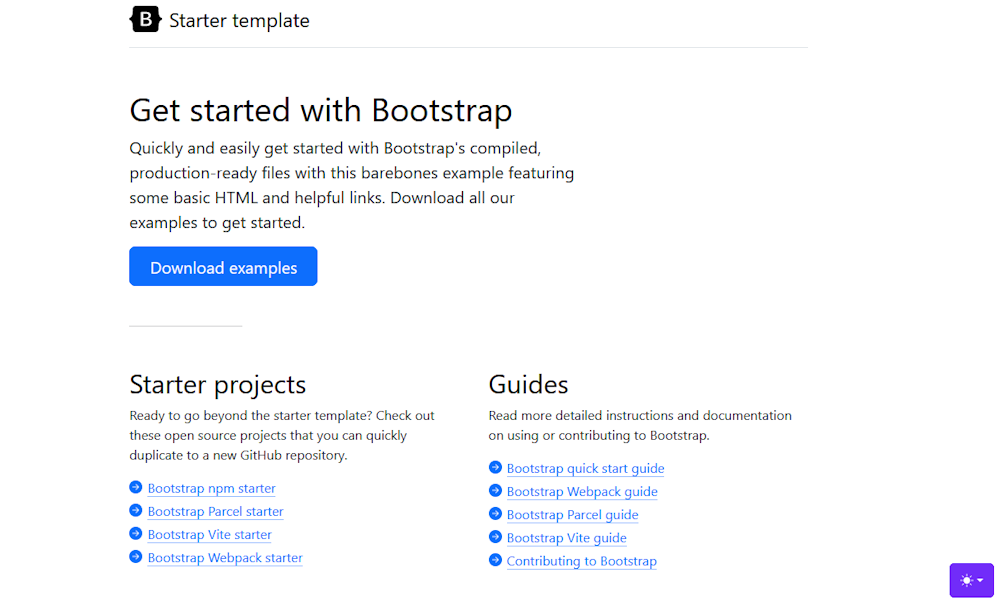 B Starter template
Get started with Bootstrap
Quickly and easily get started with Bootstrap's compiled,
production-ready files with this barebones example featuring
some basic HTML and helpful links. Download all our
examples to get started.
Download examples
Starter projects
Ready to go beyond the starter template? Check out
these open source projects that you can quickly
duplicate to a new GitHub repository.
Bootstrap npm starter
Bootstrap Parcel starter
Bootstrap Vite starter
Bootstrap Webpack starter
Guides
Read more detailed instructions and documentation
on using or contributing to Bootstrap.
Bootstrap quick start guide
Bootstrap Webpack guide
Bootstrap Parcel guide
Bootstrap Vite guide
Contributing to Bootstrap